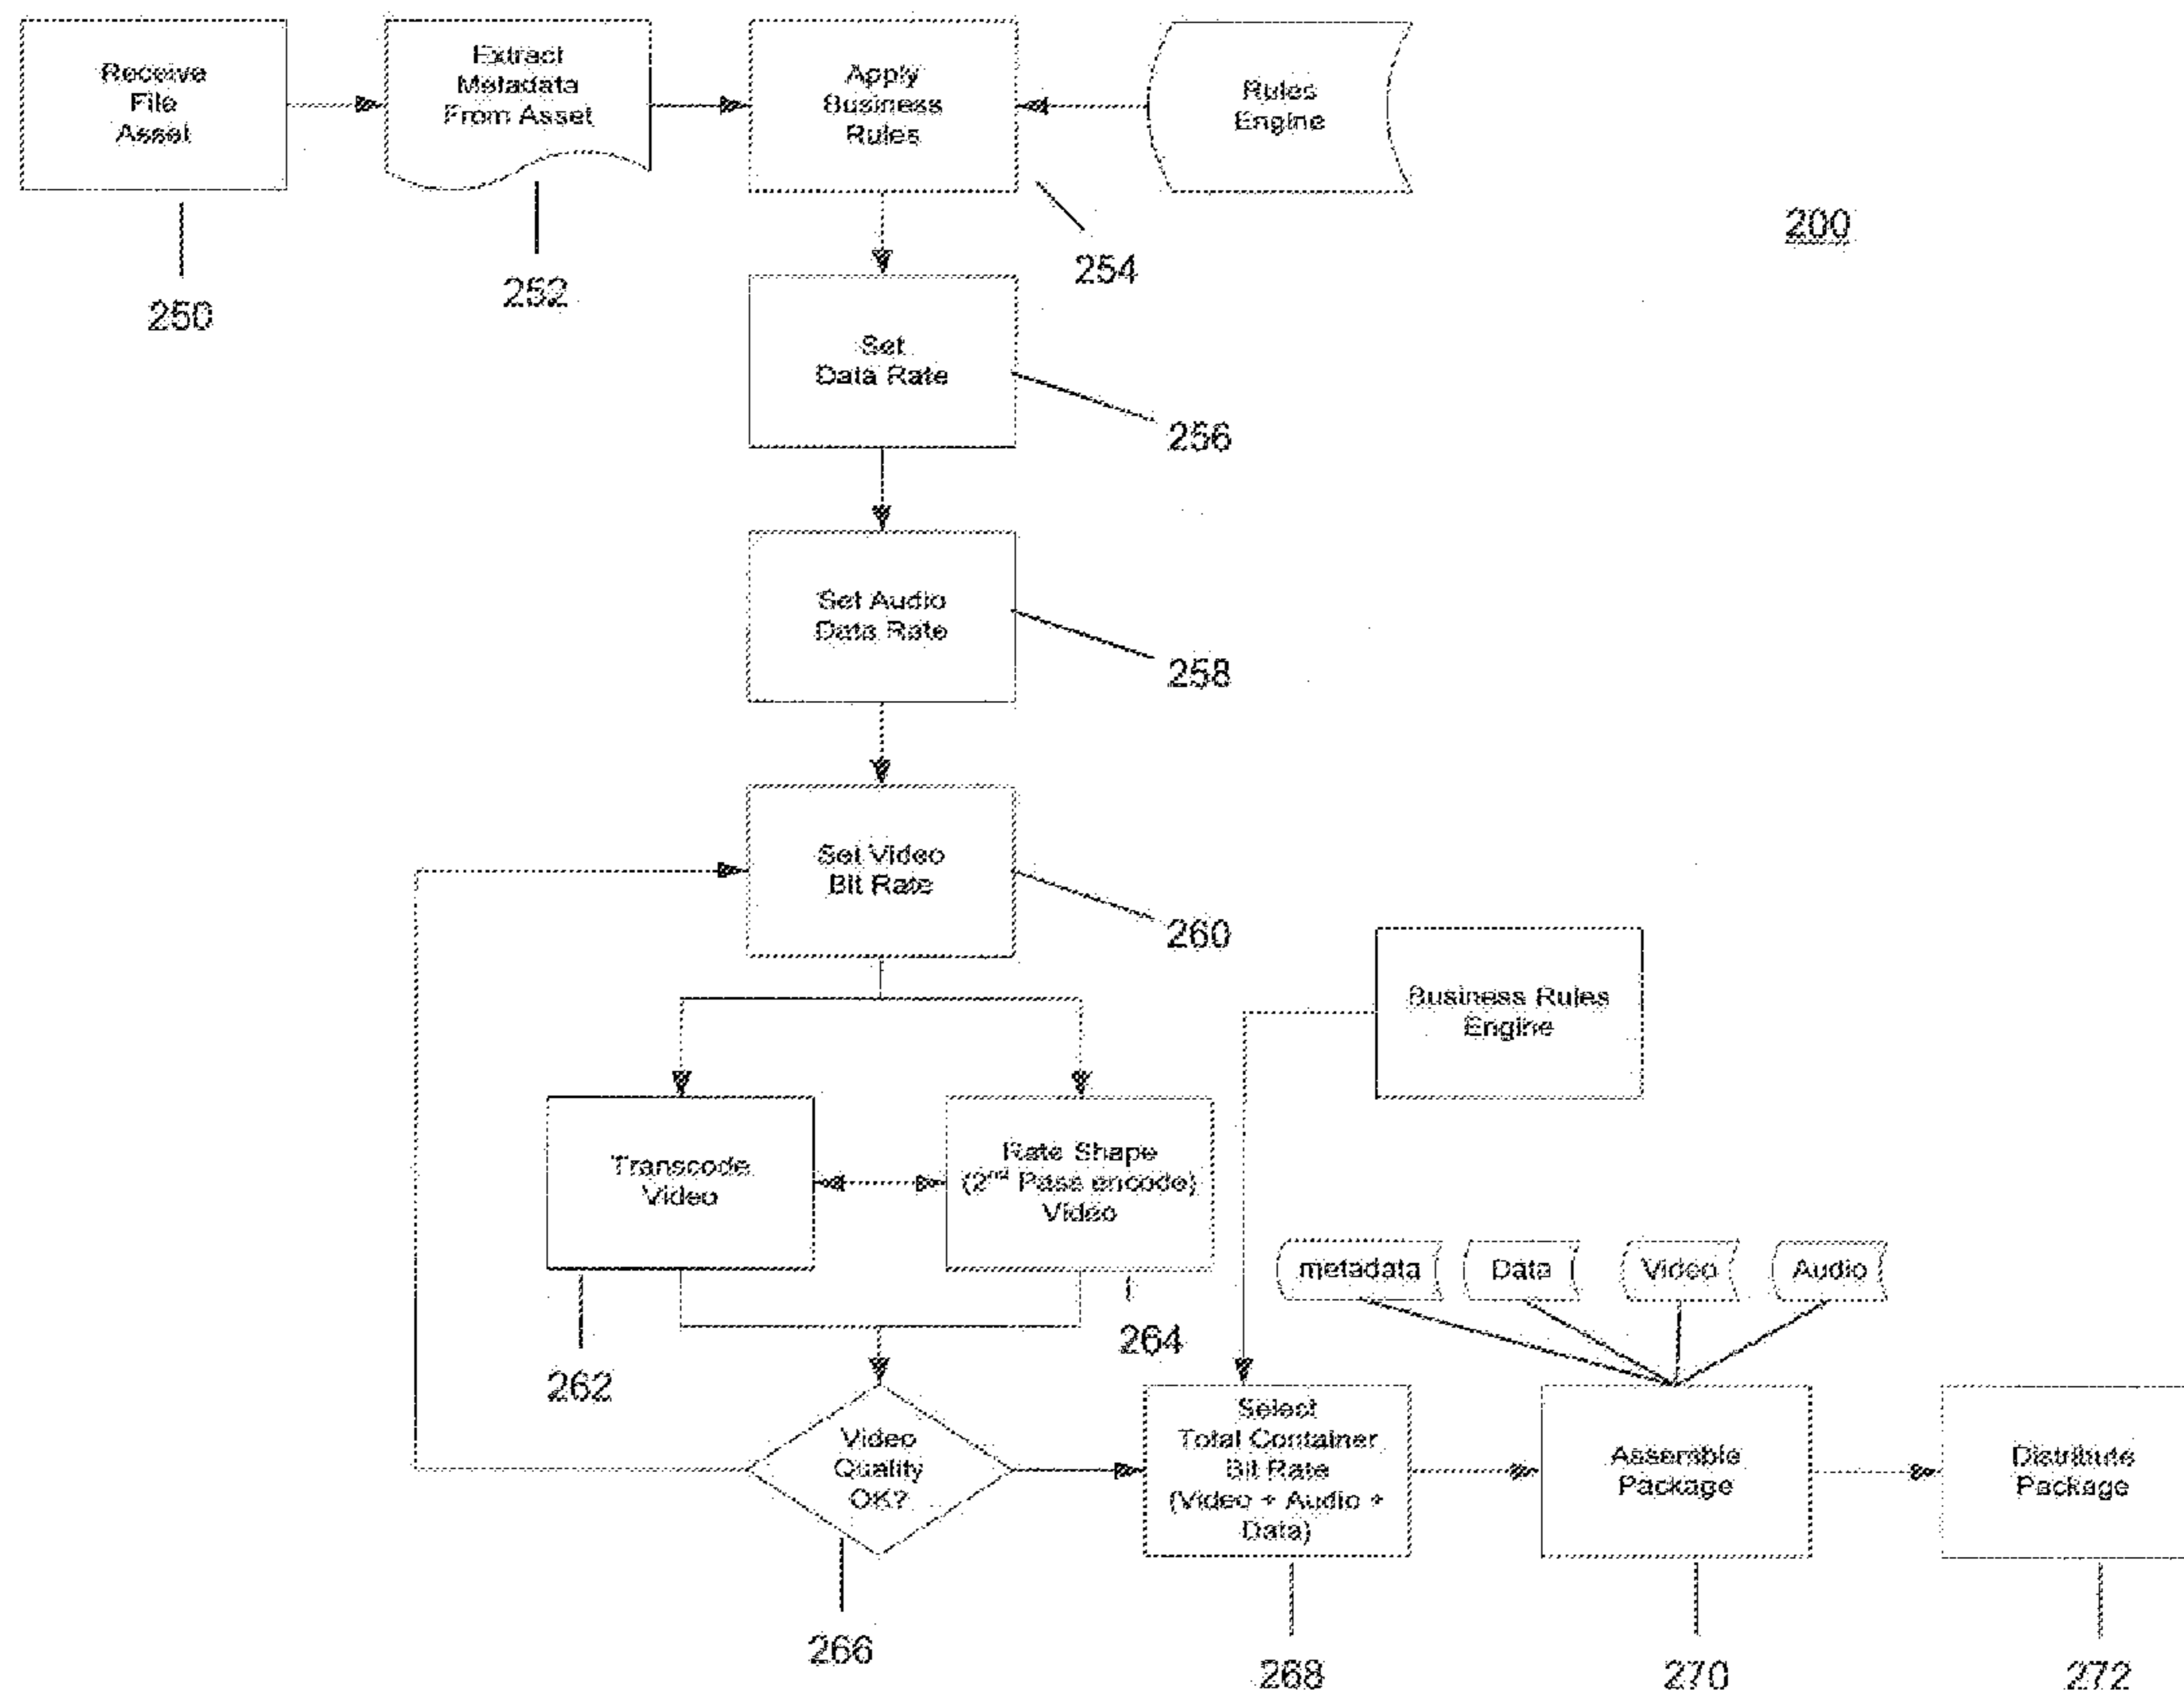 Receive
File
Asset
Extract
Metadata
From Asset
Apply
Business
Rules
Rules
Engine
200
250
252
254
Set
Data Rate
256
Set Audio
Data Rate
258
Set Video
Bit Rate
260
Business Rules
Engine
Transcode
Video
Rate Shape
(2nd Pass encode)
Video
metadata
Data
Video
Audio
262
264
Video
Quality
OK?
Select
Total Container
Bit Rate
(Video + Audio +
Data)
Assemble
Package
Distribute
Package
266
268
270
272